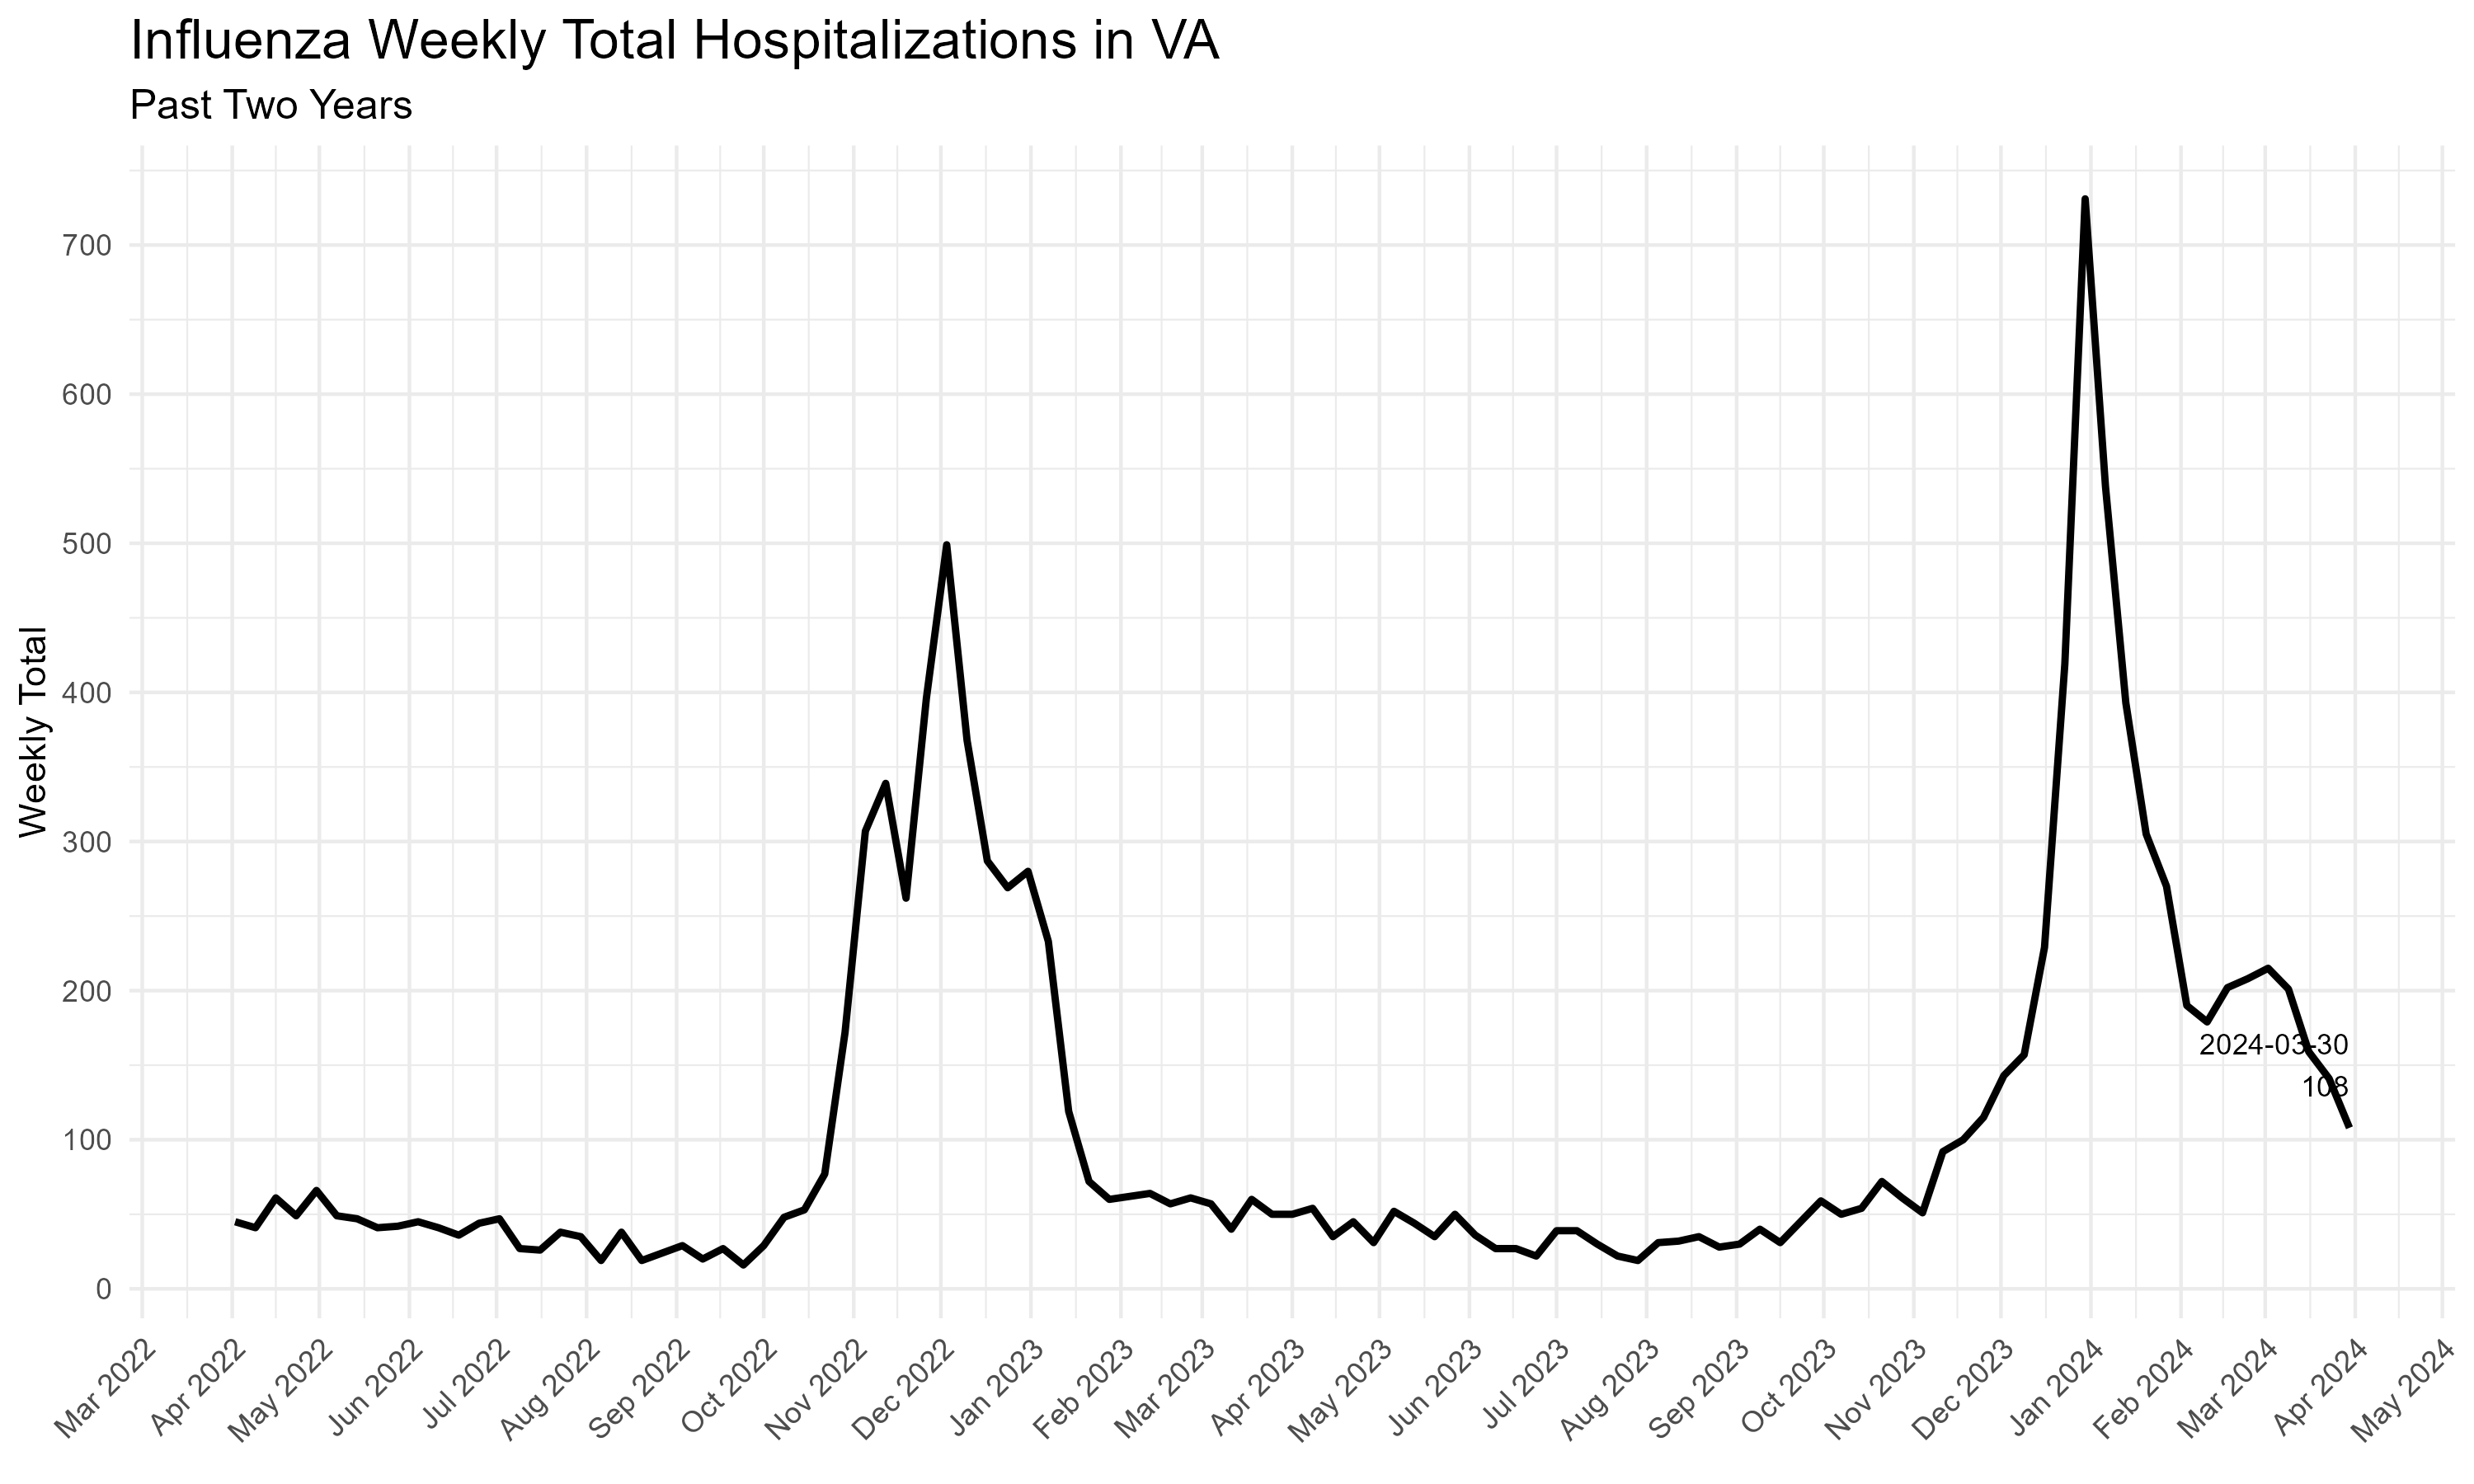 Influenza Weekly Total Hospitalizations in VA
Past Two Years
Weekly Total
700
600
500
400
300
200
100
0
2024-03-30
108
Mar 2022
Apr 2022
May 2022
Jun 2022
Jul 2022
Aug 2022
Sep 2022
Oct 2022
Nov 2022
Dec 2022
Jan 2023
Feb 2023
Mar 2023
Apr 2023
May 2023
Jun 2023
Jul 2023
Aug 2023
Sep 2023
Oct 2023
Nov 2023
Dec 2023
Jan 2024
Feb 2024
Mar 2024
Apr 2024
May 2024